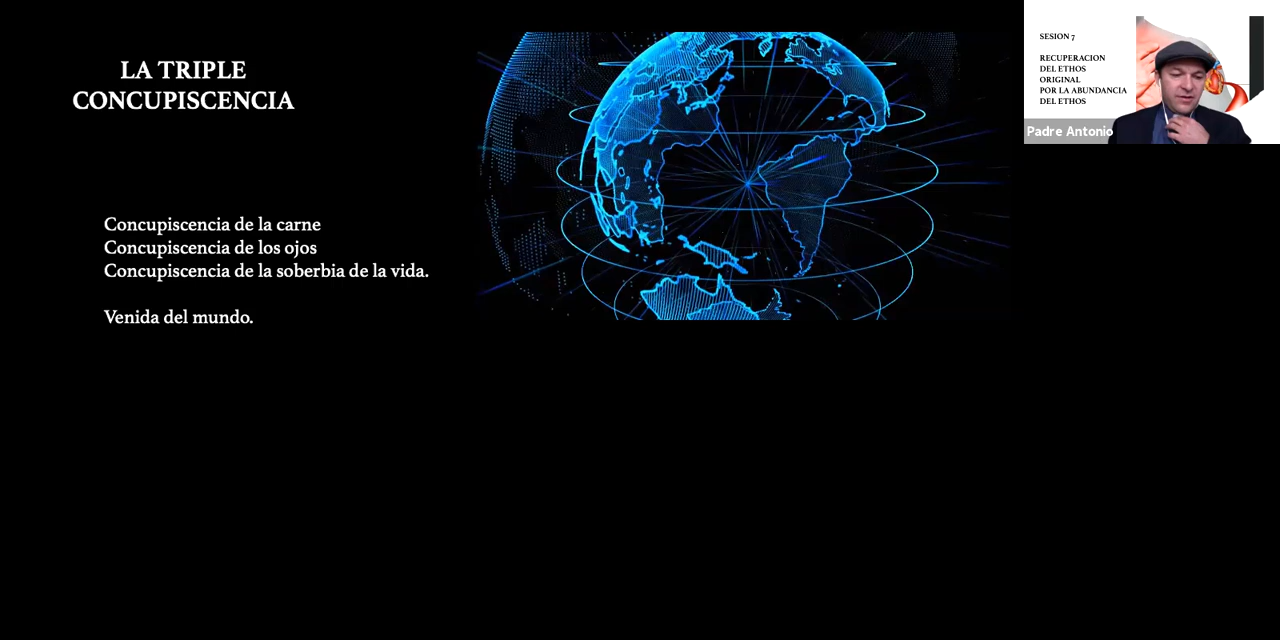 LA TRIPLE
CONCUPISCENCIA
Concupiscencia de la carne
Concupiscencia de los ojos
Concupiscencia de la soberbia de la vida.
Venida del mundo.
SESION 7
RECUPERACION
DEL ETHOS
ORIGINAL
POR LA ABUNDANCIA
DEL ETHOS
Padre Antonio